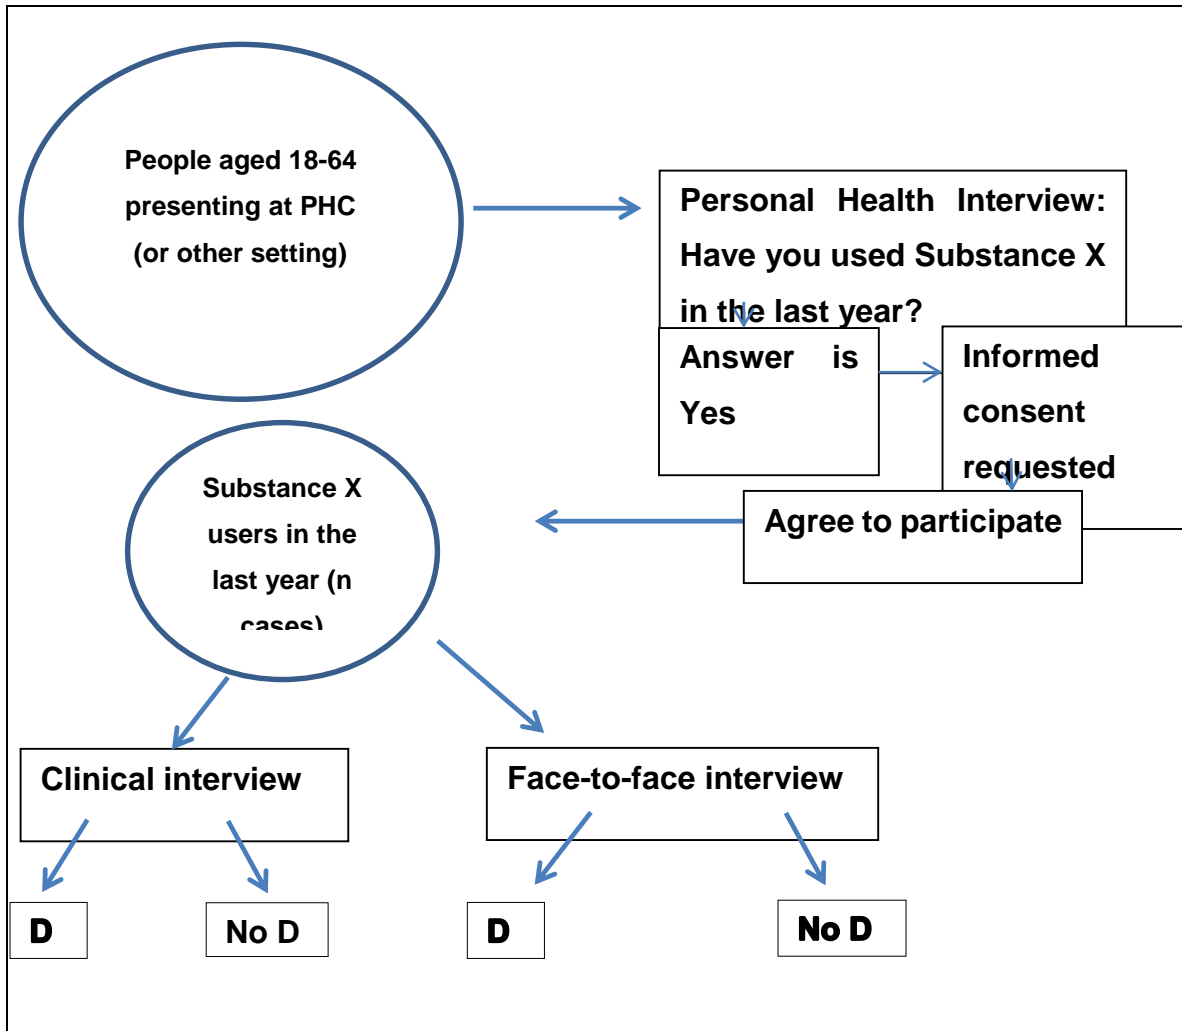 People aged 18-64
presenting at PHC
(or other setting)
Personal Health Interview:
Have you used Substance X
in the last year?
Answer is
Yes
Informed
consent
requested
Agree to participate
Substance X
users in the
last year (n
cases)
Clinical interview
Face-to-face interview
D
No D
D
No D